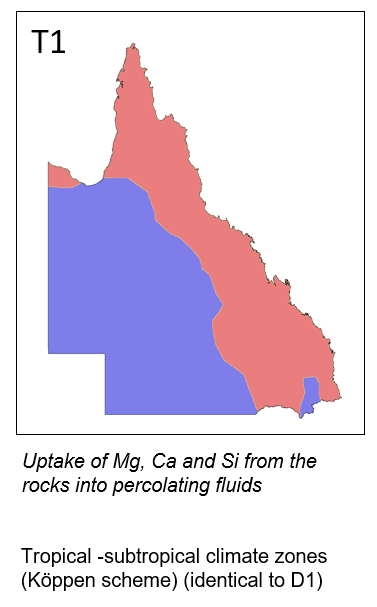 T1
Uptake of Mg, Ca and Si from the
rocks into percolating fluids
Tropical -subtropical climate zones
(Köppen scheme) (identical to D1)